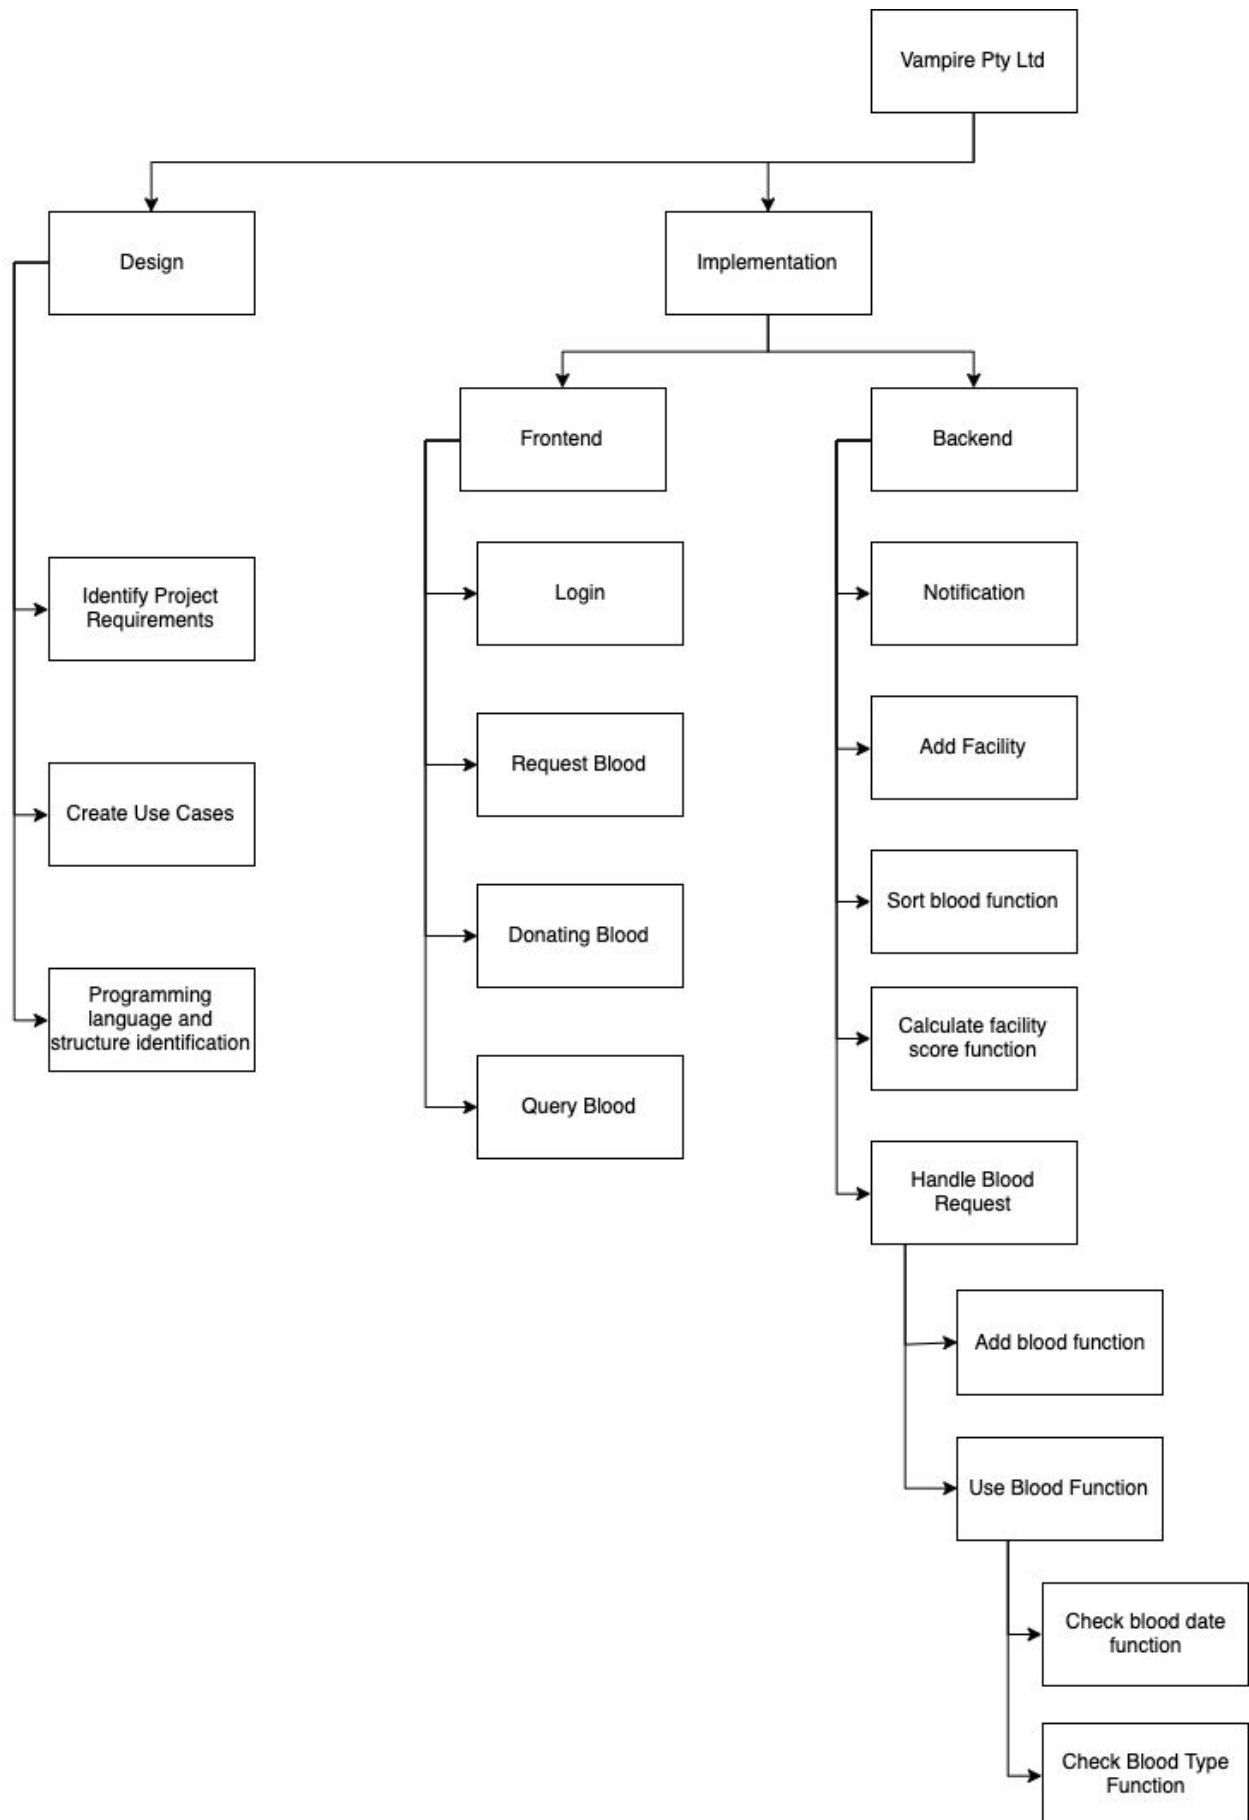 Vampire Pty Ltd
Design
Implementation
Frontend
Backend
Identify Project
Requirements
Login
Notification
Request Blood
Add Facility
Create Use Cases
Sort blood function
Donating Blood
Programming
language and
structure identification
Calculate facility
score function
Query Blood
Handle Blood
Request
Add blood function
Use Blood Function
Check blood date
function
Check Blood Type
Function